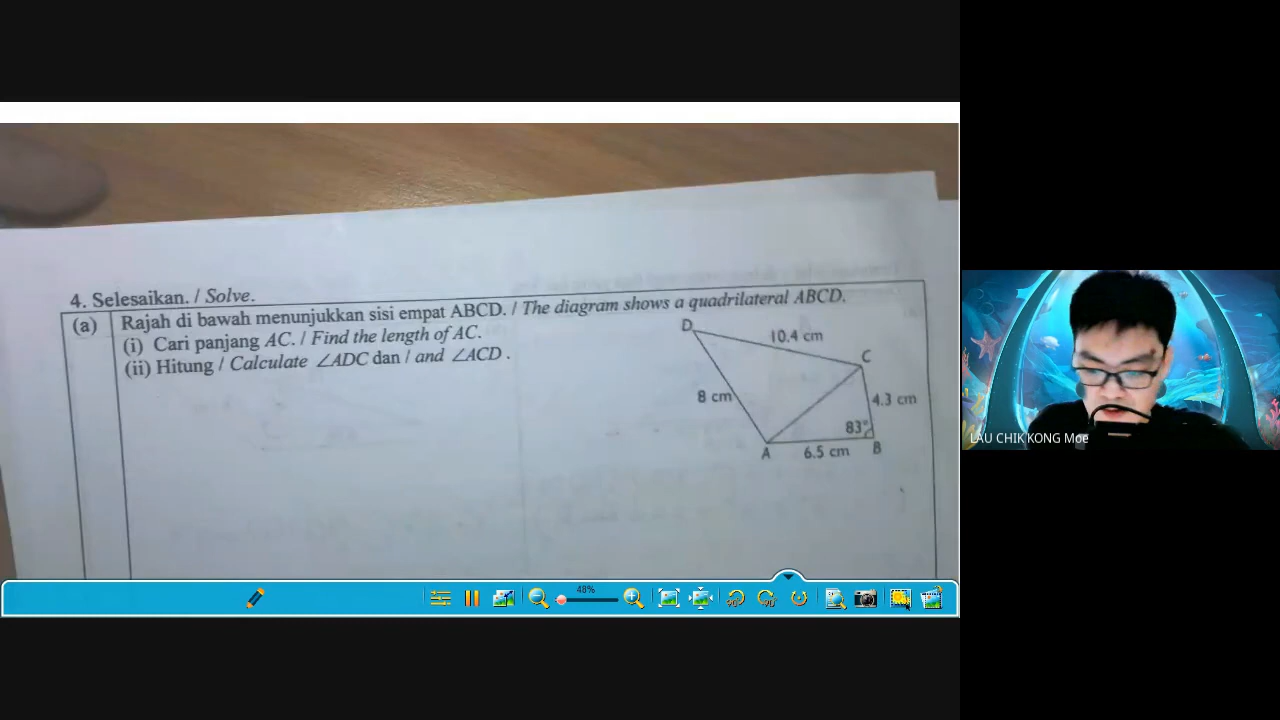 4. Selesaikan. / Solve.
(a) Rajah di bawah menunjukkan sisi empat ABCD. / The diagram shows a quadrilateral ABCD.
(i) Cari panjang AC. / Find the length of AC.
(ii) Hitung / Calculate ∠ADC dan / and ∠ACD .
D
10.4 cm
C
8 cm
4.3 cm
83°
A
6.5 cm
B
LAU CHIK KONG Moe
48%
90
90